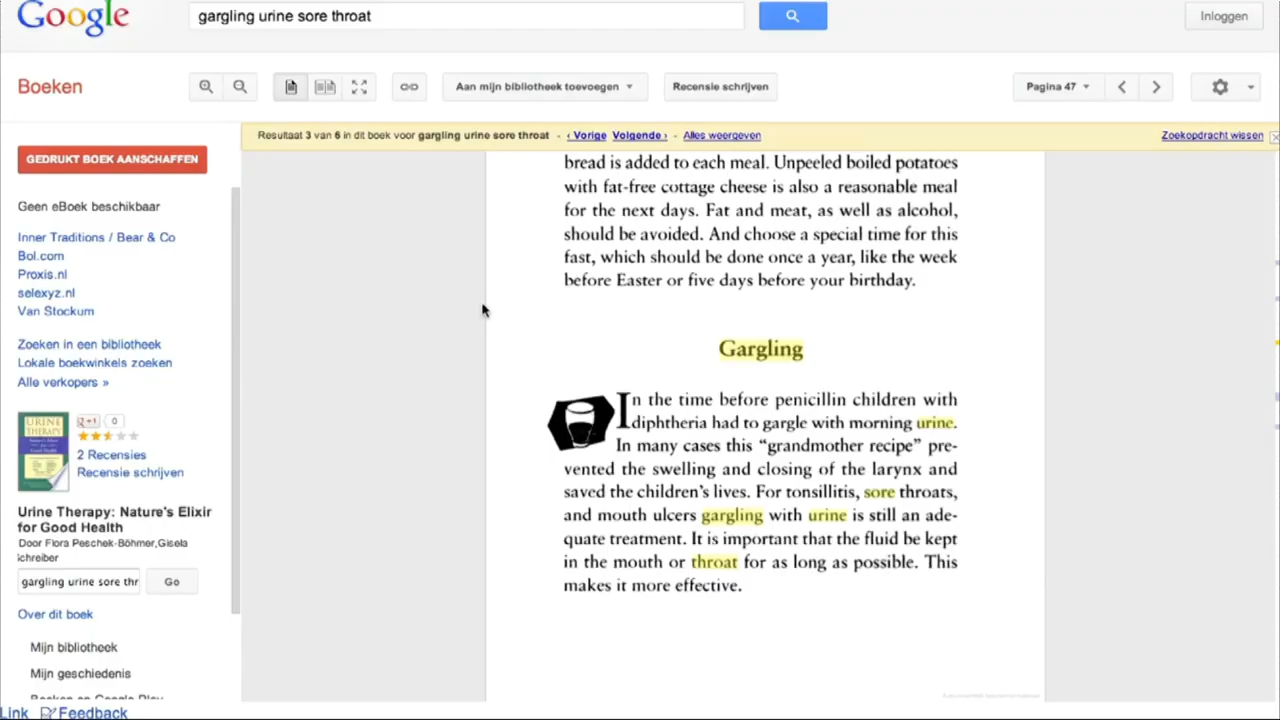 Google
gargling urine sore throat
Inloggen
Boeken
Aan mijn bibliotheek toevoegen
Recensie schrijven
Pagina 47
Resultaat 3 van 6 in dit boek voor gargling urine sore throat - ‹ Vorige Volgende › - Alles weergeven
Zoekopdracht wissen
GEDRUKT BOEK AANSCHAFFEN
Geen eBoek beschikbaar
Inner Traditions / Bear & Co
Bol.com
Proxis.nl
selexyz.nl
Van Stockum
Zoeken in een bibliotheek
Lokale boekwinkels zoeken
Alle verkopers »
URINE
THERAPY
+1 0
2 Recensies
Recensie schrijven
Urine Therapy: Nature's Elixir
for Good Health
Door Flora Peschek-Böhmer,Gisela
Schreiber
gargling urine sore thr
Go
Over dit boek
Mijn bibliotheek
Mijn geschiedenis
Boeken op Google Play
Link Feedback
bread is added to each meal. Unpeeled boiled potatoes
with fat-free cottage cheese is also a reasonable meal
for the next days. Fat and meat, as well as alcohol,
should be avoided. And choose a special time for this
fast, which should be done once a year, like the week
before Easter or five days before your birthday.
Gargling
In the time before penicillin children with
diphtheria had to gargle with morning urine.
In many cases this “grandmother recipe” pre-
vented the swelling and closing of the larynx and
saved the children’s lives. For tonsillitis, sore throats,
and mouth ulcers gargling with urine is still an ade-
quate treatment. It is important that the fluid be kept
in the mouth or throat for as long as possible. This
makes it more effective.